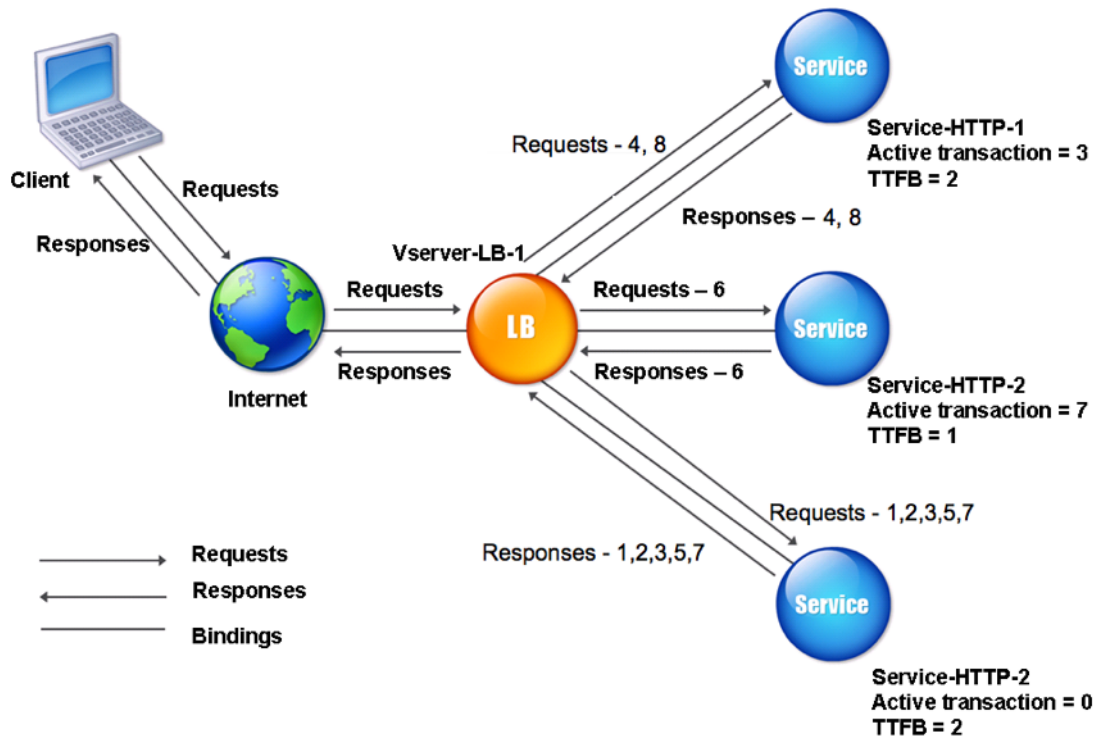 Service
Service-HTTP-1
Active transaction = 3
TTFB = 2
Requests - 4, 8
Responses – 4, 8
Client
Requests
Responses
Vserver-LB-1
Requests
LB
Responses
Internet
Requests – 6
Responses – 6
Service
Service-HTTP-2
Active transaction = 7
TTFB = 1
Requests - 1,2,3,5,7
Responses - 1,2,3,5,7
Service
Service-HTTP-2
Active transaction = 0
TTFB = 2
Requests
Responses
Bindings